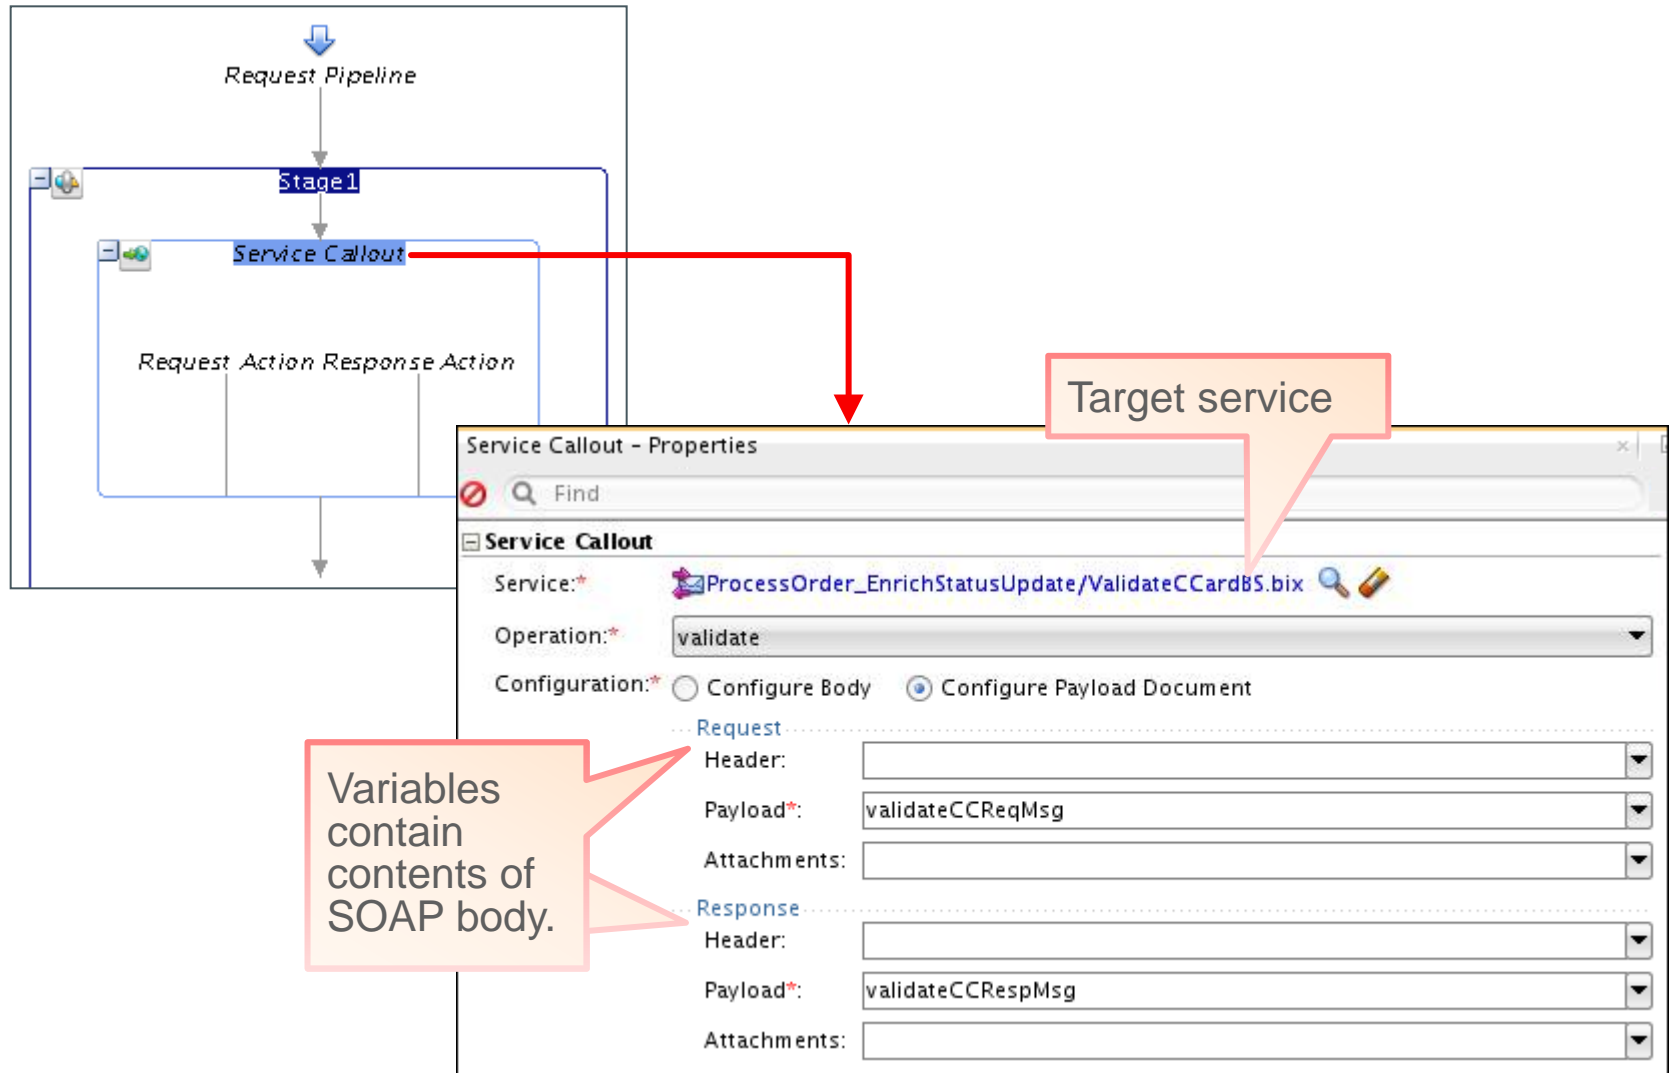 Request Pipeline
Stage1
Service Callout
Request Action Response Action
Target service
Service Callout - Properties
Find
Service Callout
Service:* ProcessOrder_EnrichStatusUpdate/ValidateCCardBS.bix
Operation:* validate
Configuration:* Configure Body Configure Payload Document
Request
Header:
Payload*: validateCCReqMsg
Attachments:
Response
Header:
Payload*: validateCCRespMsg
Attachments:
Variables
contain
contents of
SOAP body.